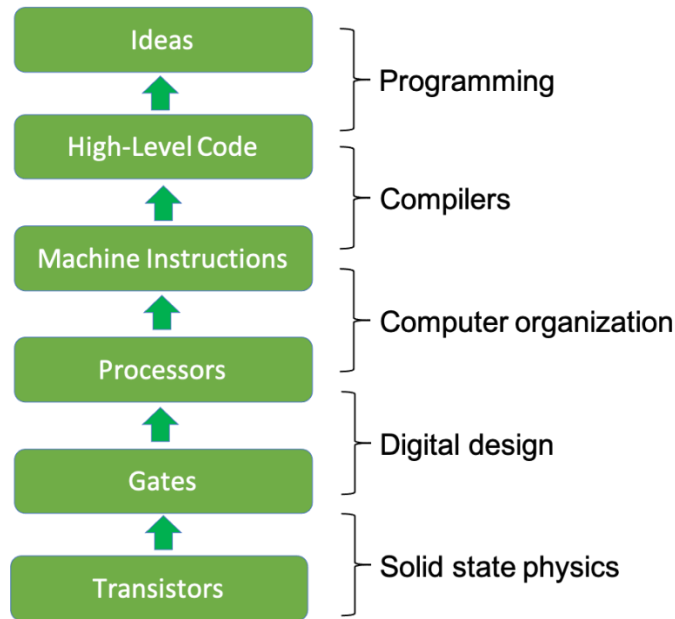 Ideas
Programming
High-Level Code
Compilers
Machine Instructions
Computer organization
Processors
Digital design
Gates
Solid state physics
Transistors